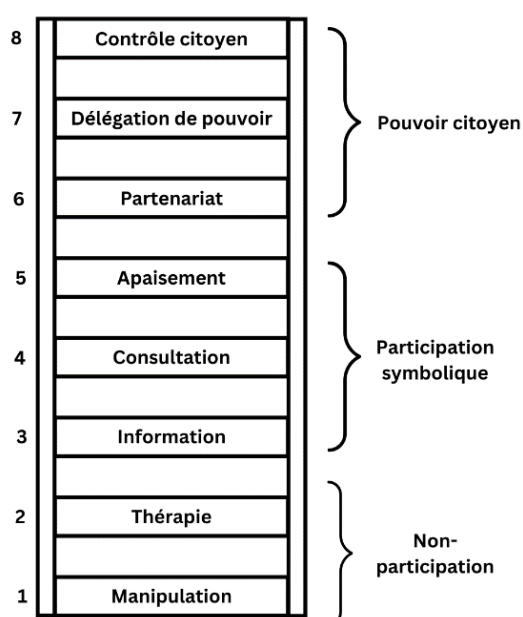 8 Contrôle citoyen
7 Délégation de pouvoir
Pouvoir citoyen
6 Partenariat
5 Apaisement
4 Consultation
Participation
symbolique
3 Information
2 Thérapie
Non-
participation
1 Manipulation